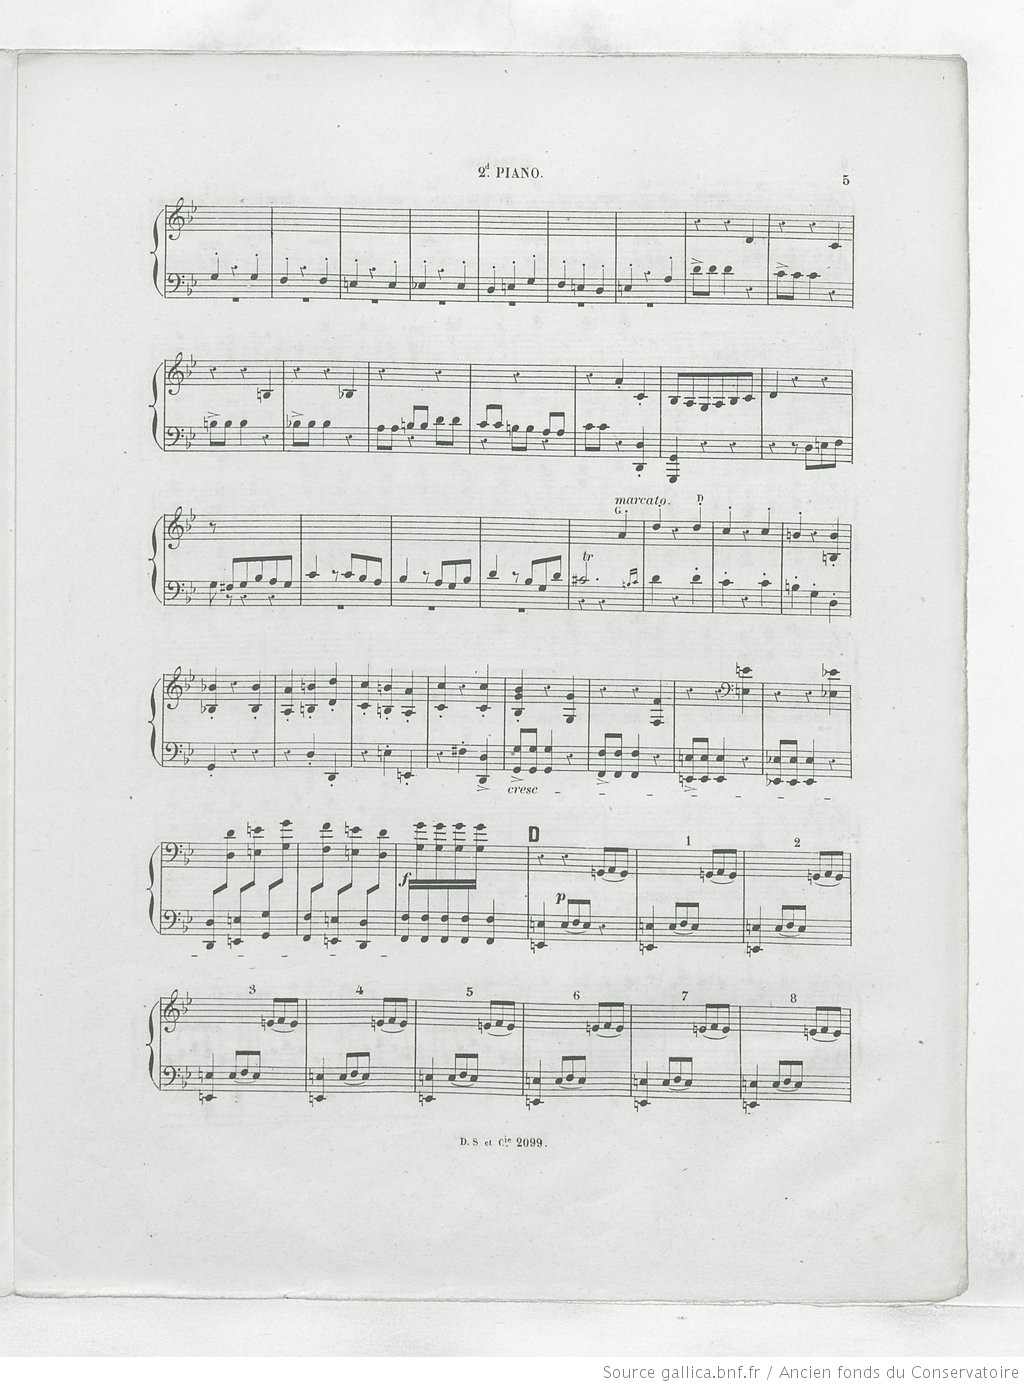 2d. PIANO.
5
marcato.
G
D
tr
cresc
f
D
p
1
2
3
4
5
6
7
8
D. S et Cie. 2099.
Source gallica.bnf.fr / Ancien fonds du Conservatoire